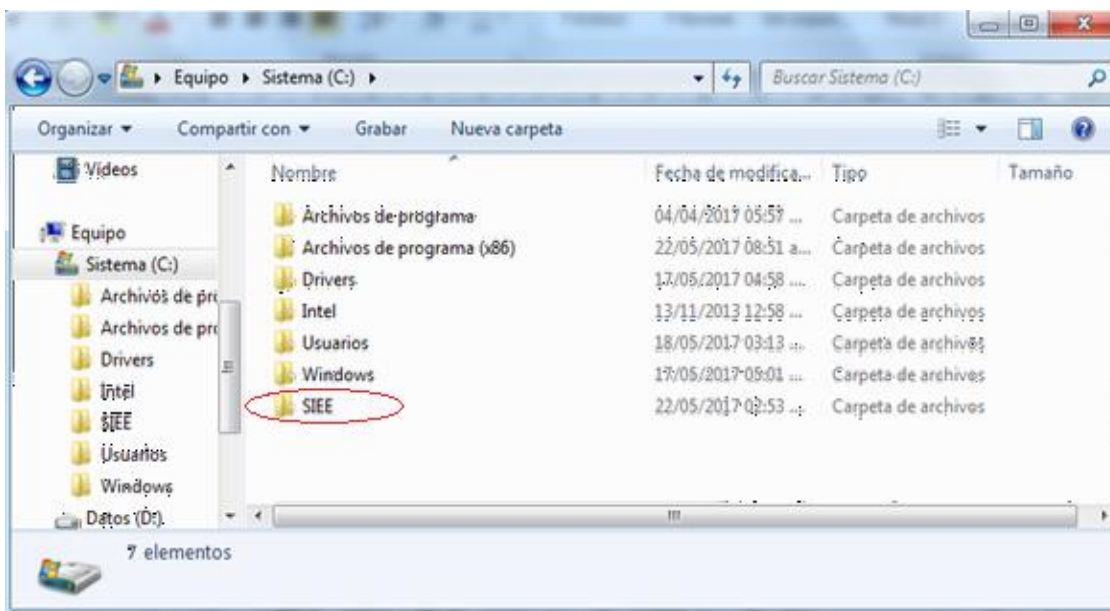 Equipo ▸ Sistema (C:) ▸ Buscar Sistema (C:)
Organizar Compartir con Grabar Nueva carpeta
Vídeos
Equipo
Sistema (C:)
Archivos de pro
Archivos de pro
Drivers
Intel
SIEE
Usuarios
Windows
Datos (D:)
Nombre Fecha de modifica... Tipo Tamaño
Archivos de programa 04/04/2017 05:57 ... Carpeta de archivos
Archivos de programa (x86) 22/05/2017 08:51 a... Carpeta de archivos
Drivers 17/05/2017 04:58 .... Carpeta de archivos
Intel 13/11/2013 12:58 ... Carpeta de archivos
Usuarios 18/05/2017 03:13 ... Carpeta de archivos
Windows 17/05/2017 05:01 ... Carpeta de archivos
SIEE 22/05/2017 02:53 ... Carpeta de archivos
7 elementos